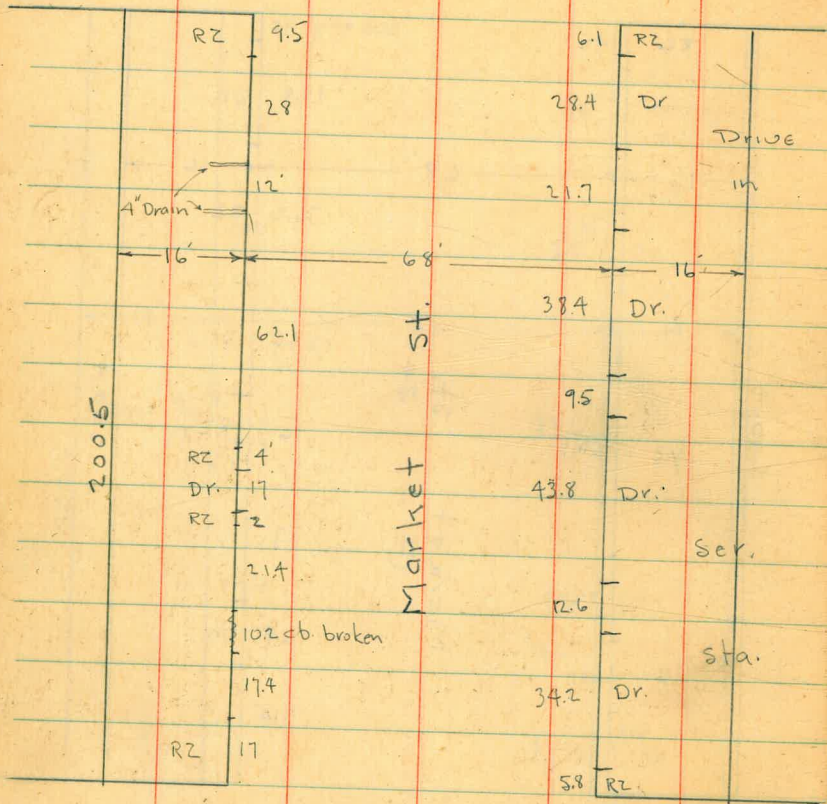 RZ 9.5 6.1 RZ
28 28.4 Dr
Drive
12' 21.7 in
4" Drain
16' 68' 16'
38.4 Dr.
62.1
Market St.
9.5
200.5
RZ 4'
Dr. 17 43.8 Dr.
RZ 2
Ser.
21.4
12.6
10.2 cb. broken
Sta.
17.4 34.2 Dr.
RZ 17
5.8 RZ